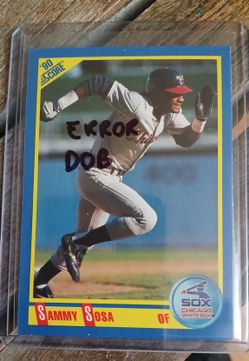 '90
SCORE
ERROR
DOB
SOX
CHICAGO
WHITE SOX
SAMMY SOSA OF